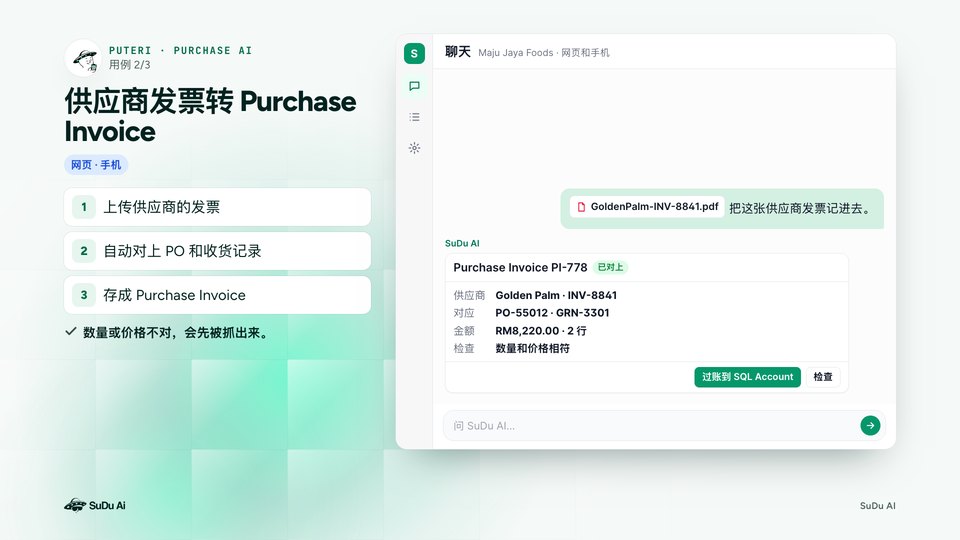 PUTERI · PURCHASE AI
用例 2/3
供应商发票转 Purchase
Invoice
网页 · 手机
1 上传供应商的发票
2 自动对上 PO 和收货记录
3 存成 Purchase Invoice
数量或价格不对，会先被抓出来。
SuDu Ai
S
聊天 Maju Jaya Foods · 网页和手机
GoldenPalm-INV-8841.pdf 把这张供应商发票记进去。
SuDu AI
Purchase Invoice PI-778 已对上
供应商 Golden Palm · INV-8841
对应 PO-55012 · GRN-3301
金额 RM8,220.00 · 2 行
检查 数量和价格相符
过账到 SQL Account 检查
问 SuDu AI...
SuDu AI